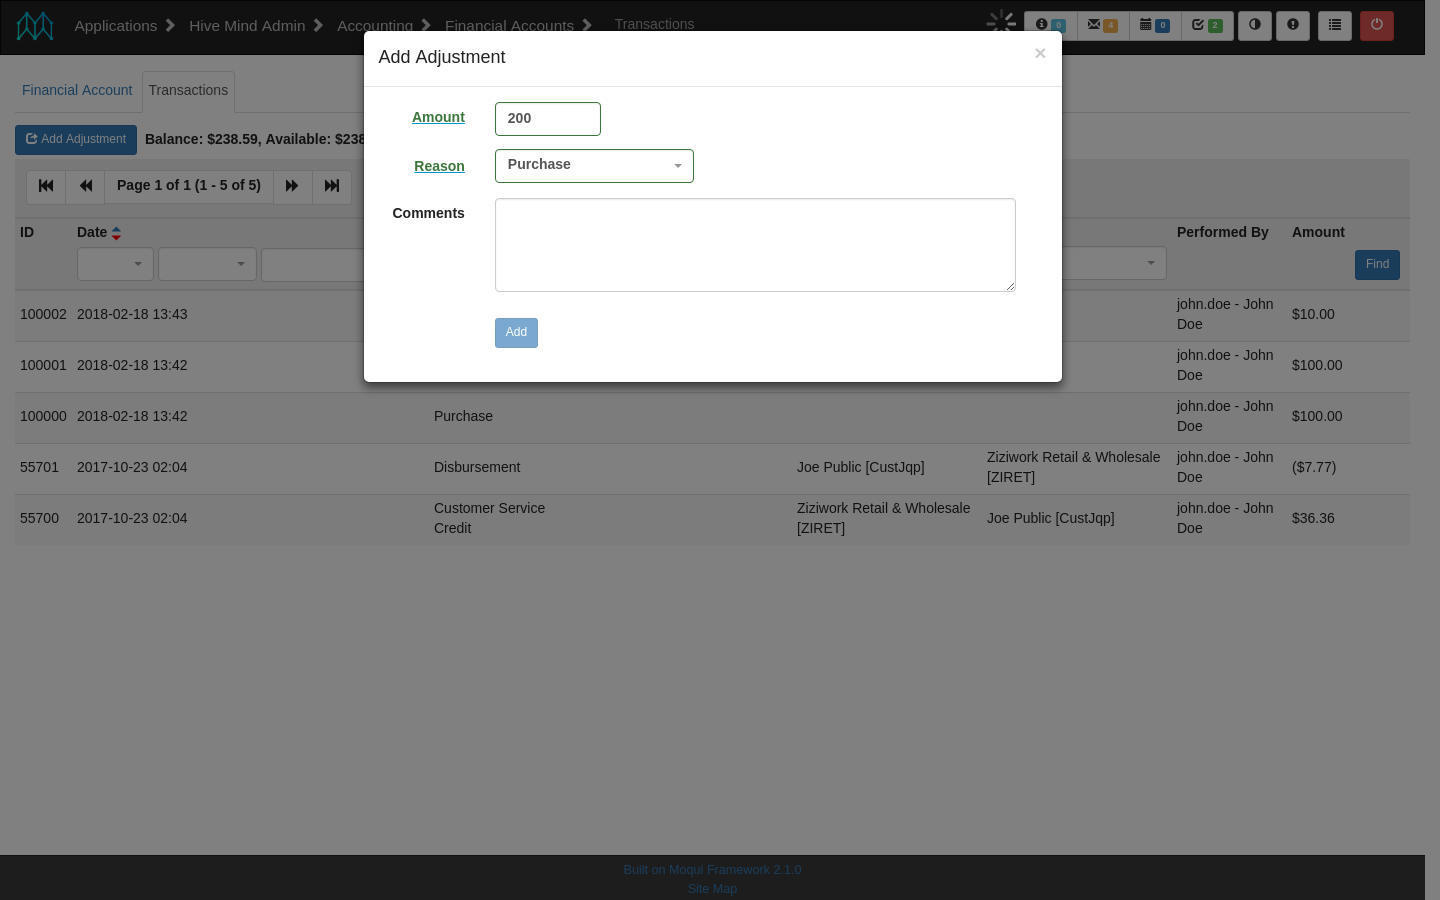 Applications
Hive Mind Admin
Accounting
Financial Accounts
Transactions
0
4
0
2
Add Adjustment
×
Financial Account
Transactions
Add Adjustment
Balance: $238.59, Available: $238
Amount
200
Reason
Purchase
Comments
Add
Page 1 of 1 (1 - 5 of 5)
ID
Date
Performed By
Amount
Find
100002
2018-02-18 13:43
john.doe - John
Doe
$10.00
100001
2018-02-18 13:42
john.doe - John
Doe
$100.00
100000
2018-02-18 13:42
Purchase
john.doe - John
Doe
$100.00
55701
2017-10-23 02:04
Disbursement
Joe Public [CustJqp]
Ziziwork Retail & Wholesale
[ZIRET]
john.doe - John
Doe
($7.77)
55700
2017-10-23 02:04
Customer Service
Credit
Ziziwork Retail & Wholesale
[ZIRET]
Joe Public [CustJqp]
john.doe - John
Doe
$36.36
Built on Moqui Framework 2.1.0
Site Map